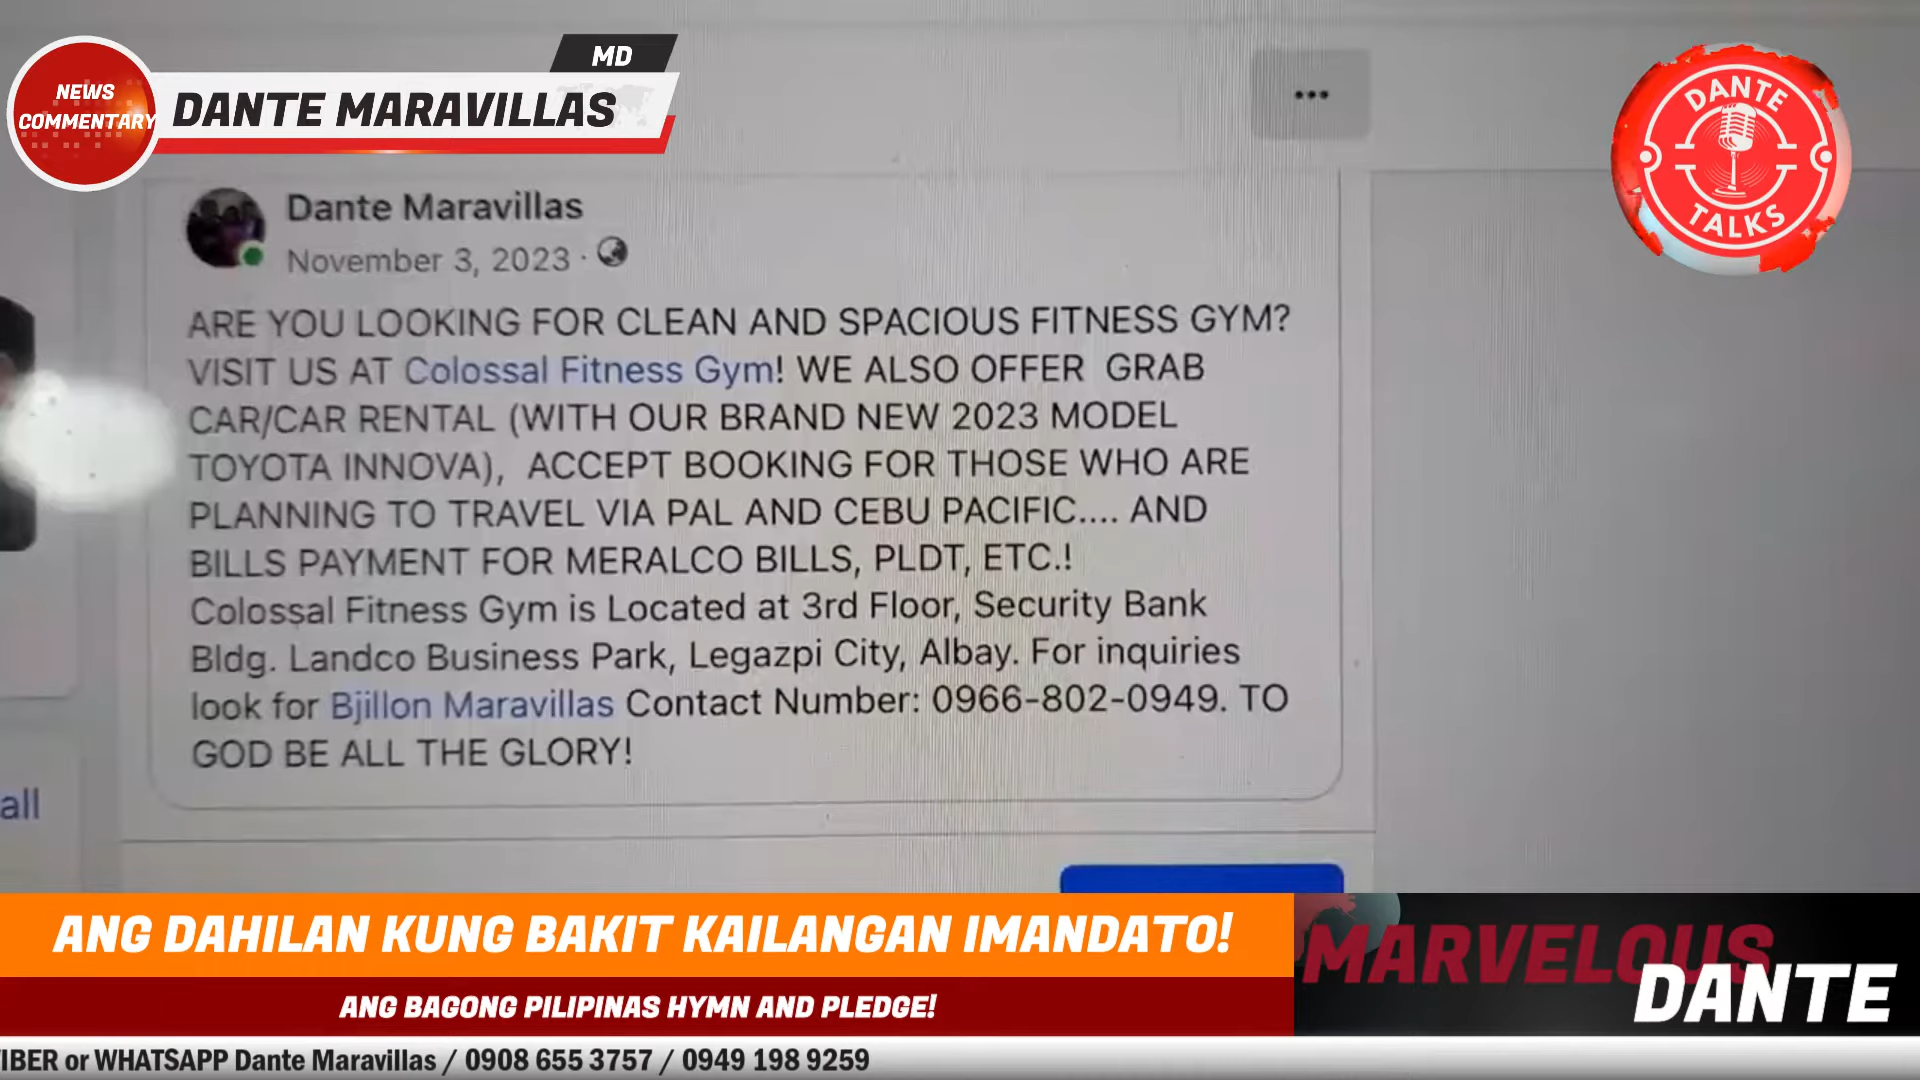 MD
NEWS
COMMENTARY
DANTE MARAVILLAS
DANTE
TALKS
Dante Maravillas
November 3, 2023 ·
ARE YOU LOOKING FOR CLEAN AND SPACIOUS FITNESS GYM?
VISIT US AT Colossal Fitness Gym! WE ALSO OFFER GRAB
CAR/CAR RENTAL (WITH OUR BRAND NEW 2023 MODEL
TOYOTA INNOVA), ACCEPT BOOKING FOR THOSE WHO ARE
PLANNING TO TRAVEL VIA PAL AND CEBU PACIFIC.... AND
BILLS PAYMENT FOR MERALCO BILLS, PLDT, ETC.!
Colossal Fitness Gym is Located at 3rd Floor, Security Bank
Bldg. Landco Business Park, Legazpi City, Albay. For inquiries
look for Bjillon Maravillas Contact Number: 0966-802-0949. TO
GOD BE ALL THE GLORY!
all
ANG DAHILAN KUNG BAKIT KAILANGAN IMANDATO!
MARVELOUS
DANTE
ANG BAGONG PILIPINAS HYMN AND PLEDGE!
IBER or WHATSAPP Dante Maravillas / 0908 655 3757 / 0949 198 9259